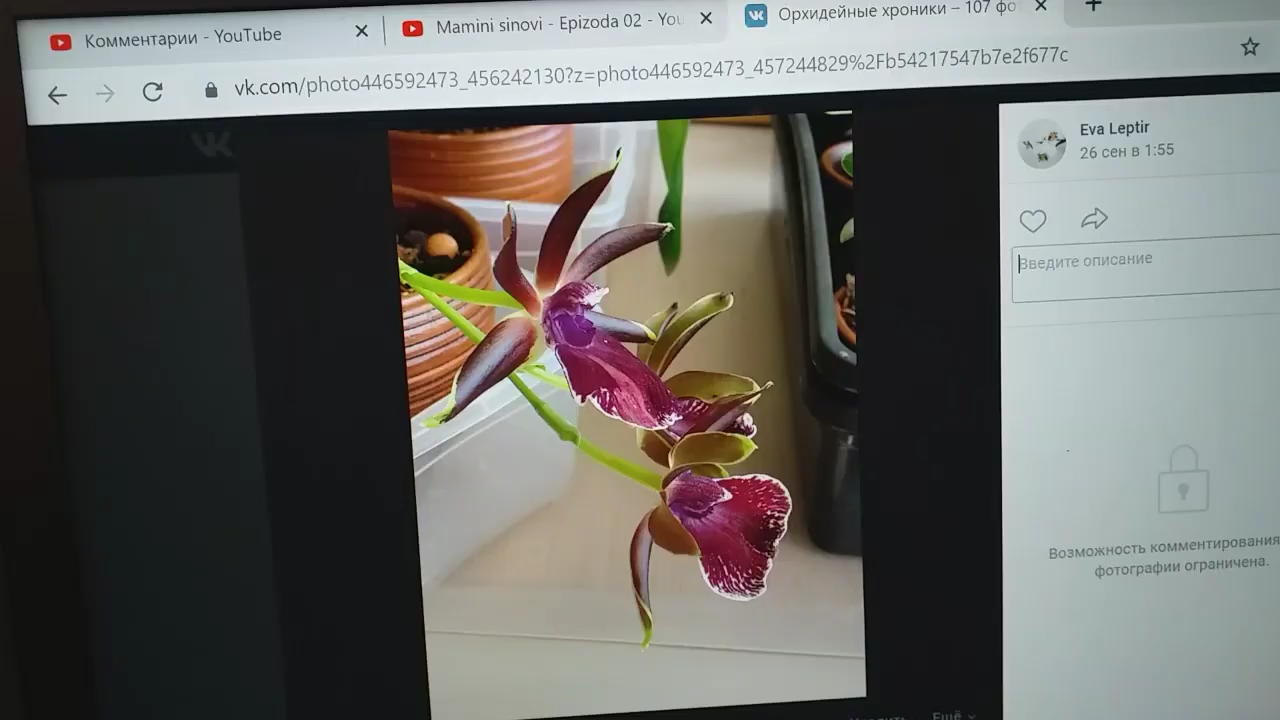 Комментарии - YouTube
Mamini sinovi - Epizoda 02 - You
Орхидейные хроники – 107 фо
vk.com/photo446592473_456242130?z=photo446592473_457244829%2Fb54217547b7e2f677c
Eva Leptir
26 сен в 1:55
Введите описание
Возможность комментирования
фотографии ограничена.
Ещё